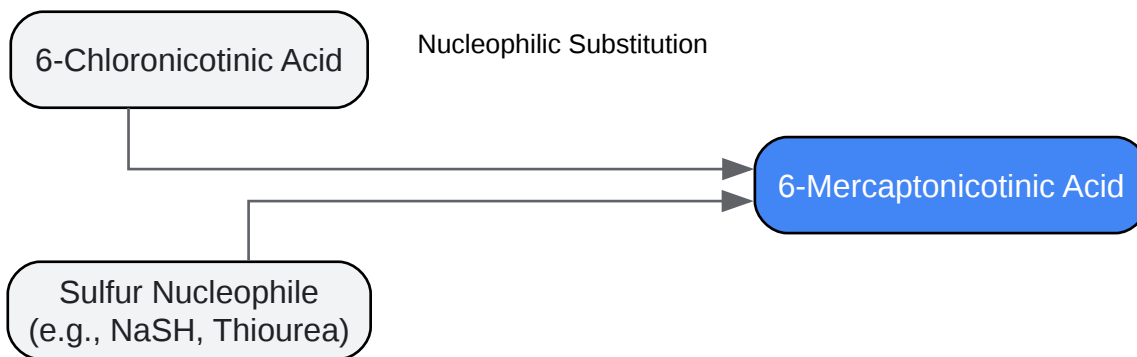 6-Chloronicotinic Acid
Nucleophilic Substitution
6-Mercaptonicotinic Acid
Sulfur Nucleophile
(e.g., NaSH, Thiourea)